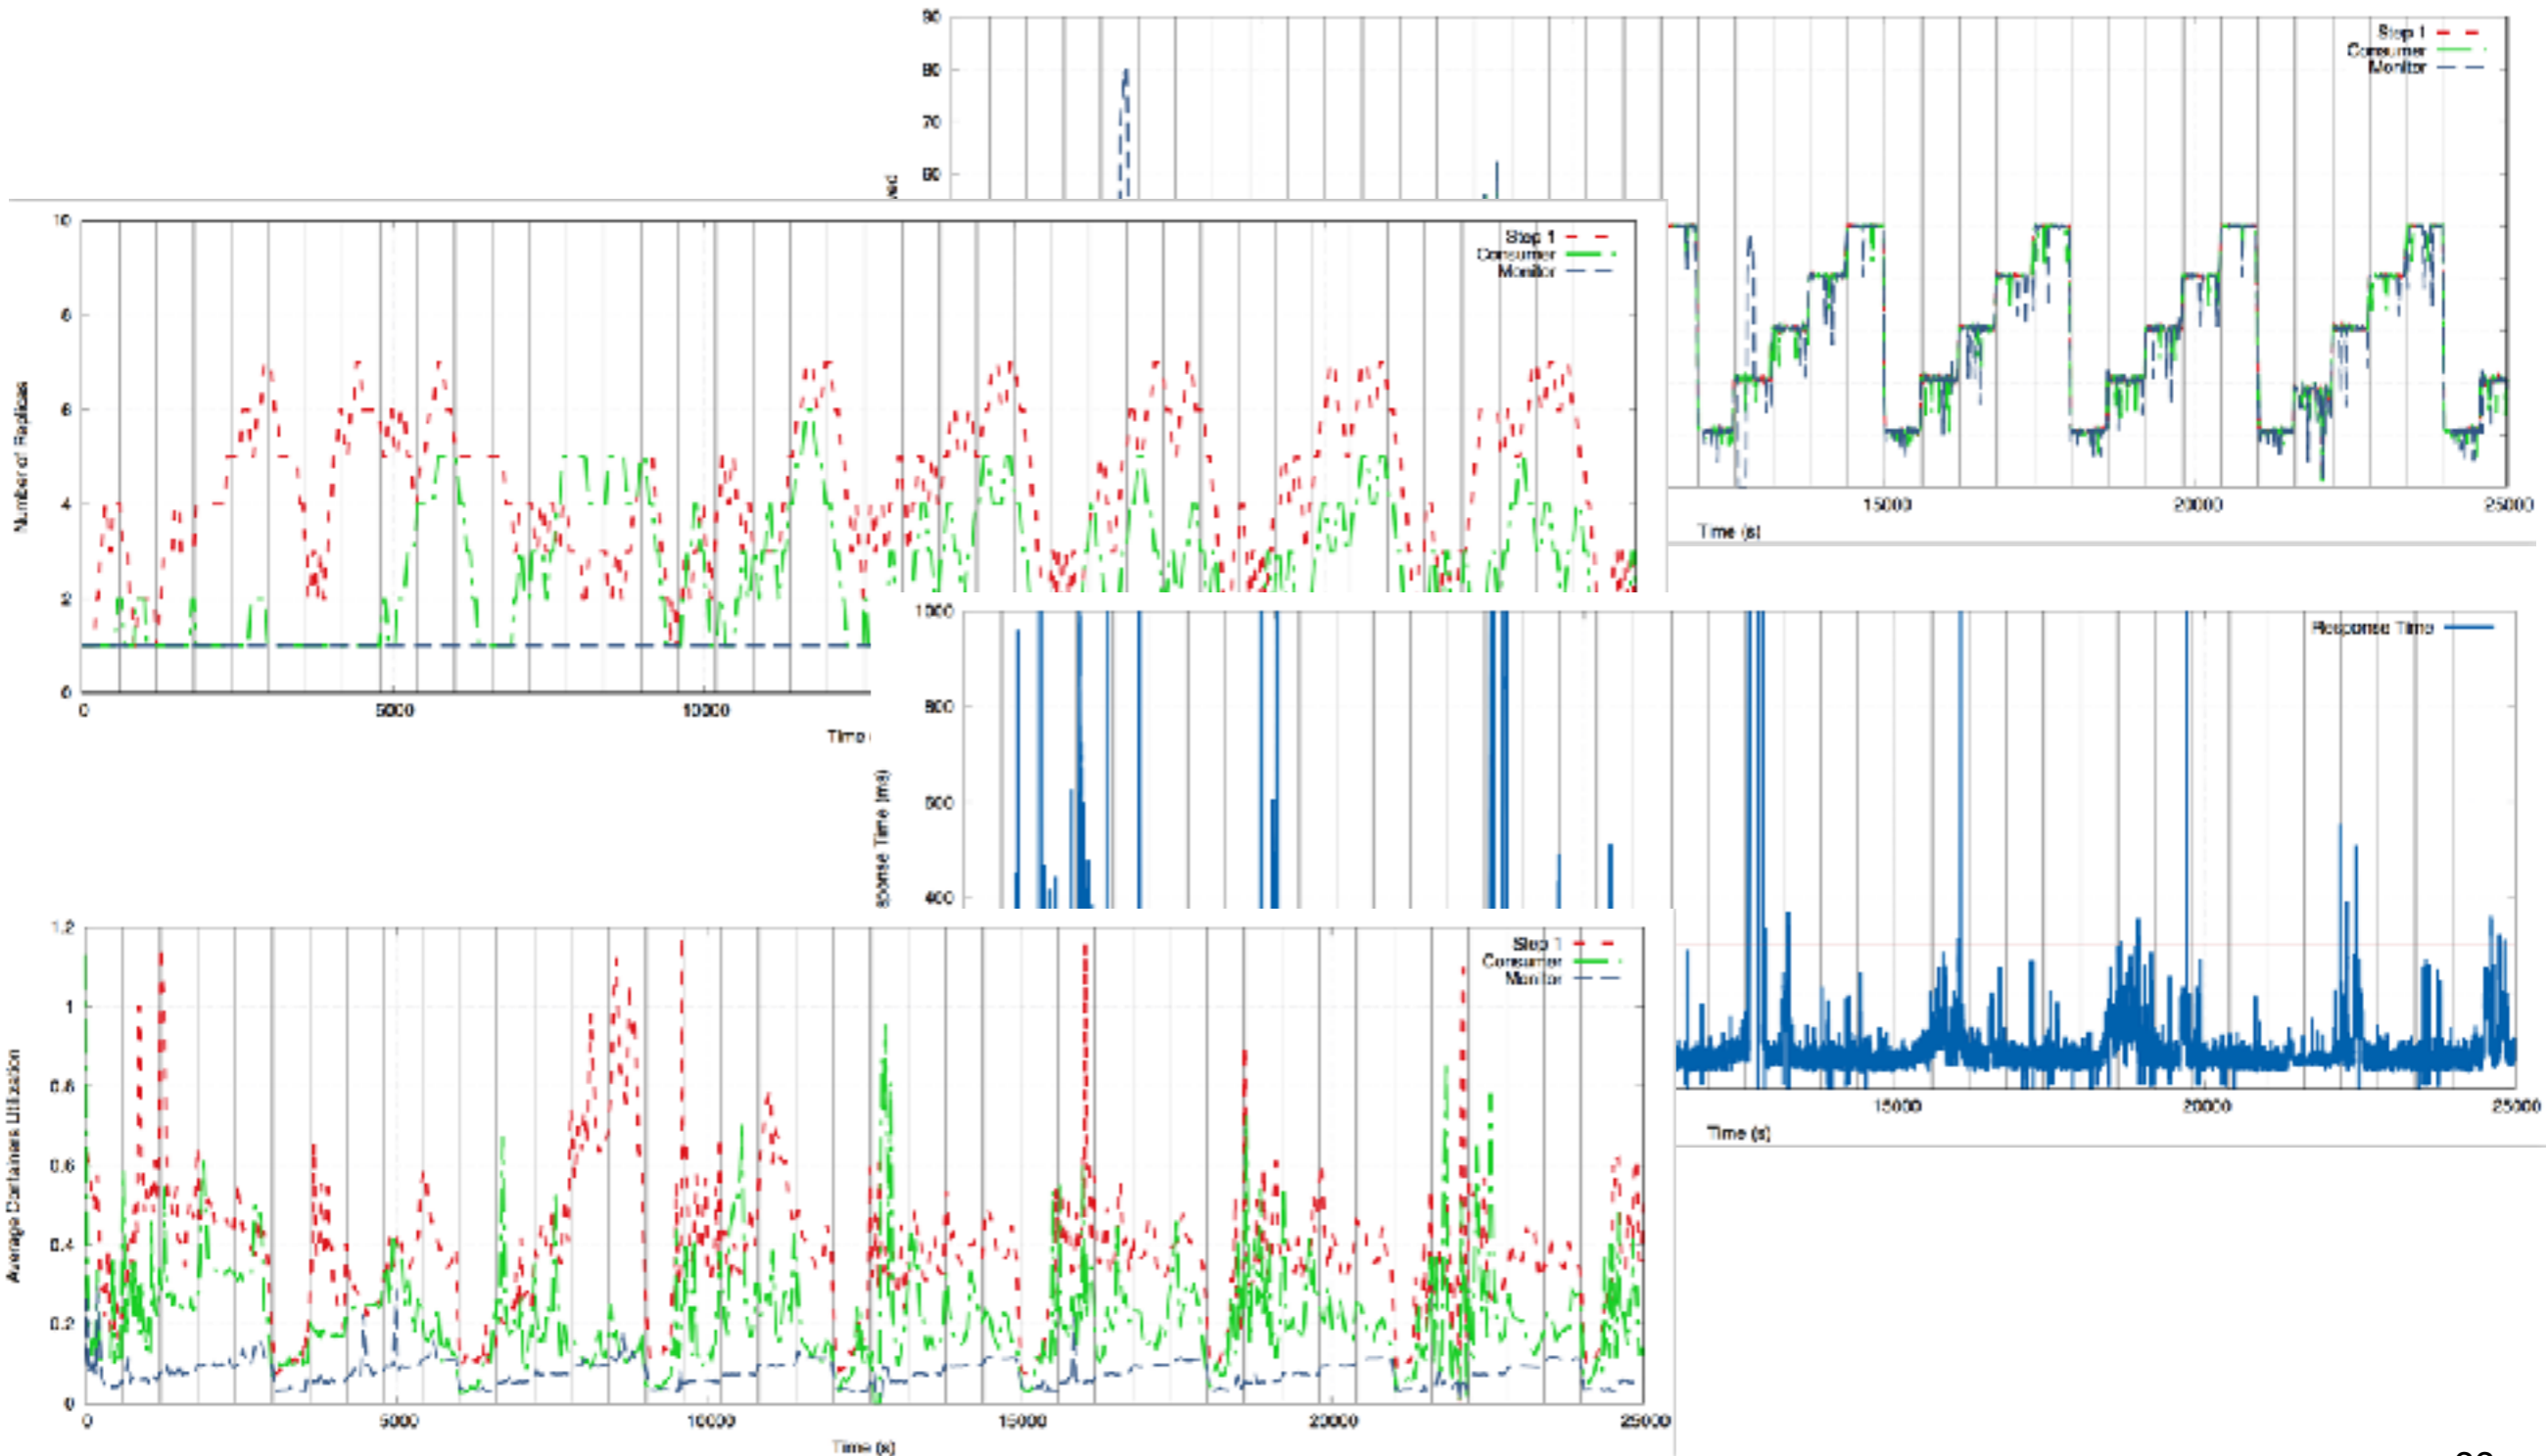 90
80
70
60
Step 1
Consumer
Monitor
15000
20000
25000
Time (s)
10
8
6
4
2
0
Number of Replicas
Step 1
Consumer
Monitor
0
5000
10000
Time
1000
800
600
400
Response Time
15000
20000
25000
Time (s)
Time (ms)
1.2
1
0.8
0.6
0.4
0.2
0
Average Containers Utilization
Step 1
Consumer
Monitor
0
5000
10000
15000
20000
25000
Time (s)